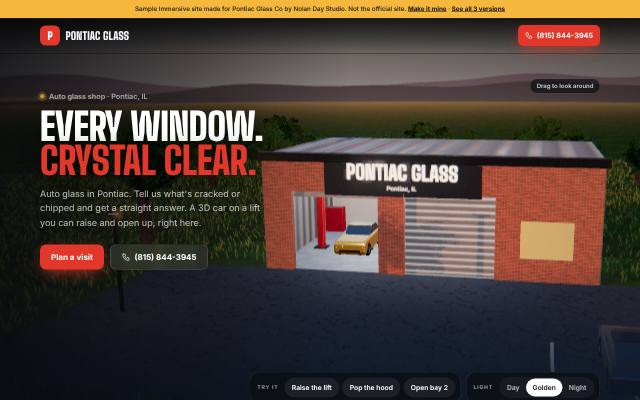 Sample Immersive site made for Pontiac Glass Co by Nolan Day Studio. Not the official site. Make it mine · See all 3 versions
P PONTIAC GLASS
(815) 844-3945
Drag to look around
Auto glass shop · Pontiac, IL
EVERY WINDOW.
CRYSTAL CLEAR.
Auto glass in Pontiac. Tell us what's cracked or
chipped and get a straight answer. A 3D car on a lift
you can raise and open up, right here.
Plan a visit
(815) 844-3945
PONTIAC GLASS
Pontiac, IL
TRY IT Raise the lift Pop the hood Open bay 2
LIGHT Day Golden Night